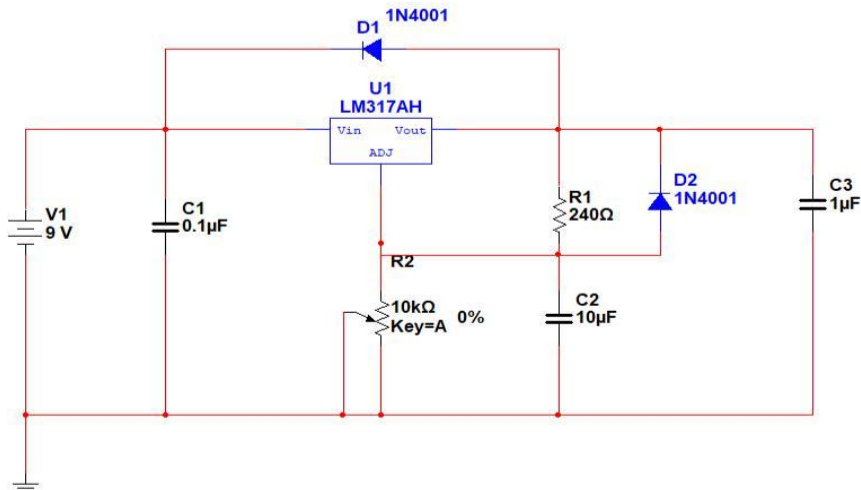 1N4001
D1
U1
LM317AH
Vin Vout
ADJ
V1
9 V
C1
0.1µF
R1
240Ω
D2
1N4001
C3
1µF
R2
10kΩ
Key=A 0%
C2
10µF